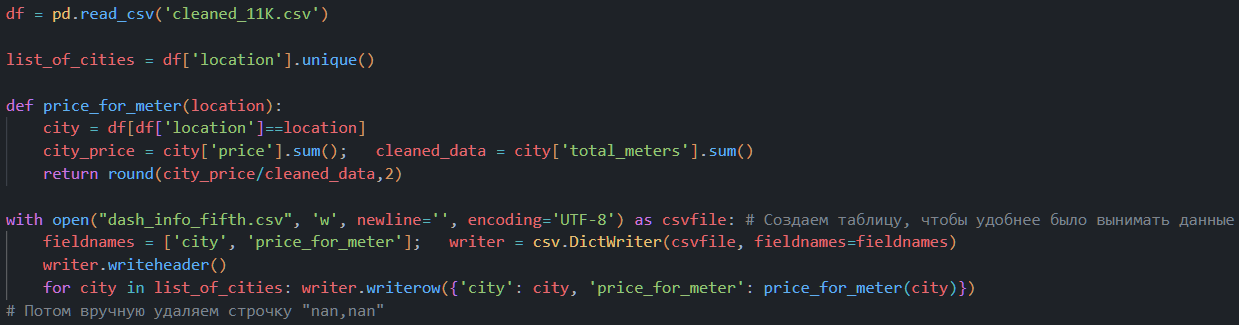 df = pd.read_csv('cleaned_11K.csv')
list_of_cities = df['location'].unique()
def price_for_meter(location):
    city = df[df['location']==location]
    city_price = city['price'].sum();   cleaned_data = city['total_meters'].sum()
    return round(city_price/cleaned_data,2)
with open("dash_info_fifth.csv", 'w', newline='', encoding='UTF-8') as csvfile: # Создаем таблицу, чтобы удобнее было вынимать данные
    fieldnames = ['city', 'price_for_meter'];   writer = csv.DictWriter(csvfile, fieldnames=fieldnames)
    writer.writeheader()
    for city in list_of_cities: writer.writerow({'city': city, 'price_for_meter': price_for_meter(city)})
# Потом вручную удаляем строчку "nan,nan"